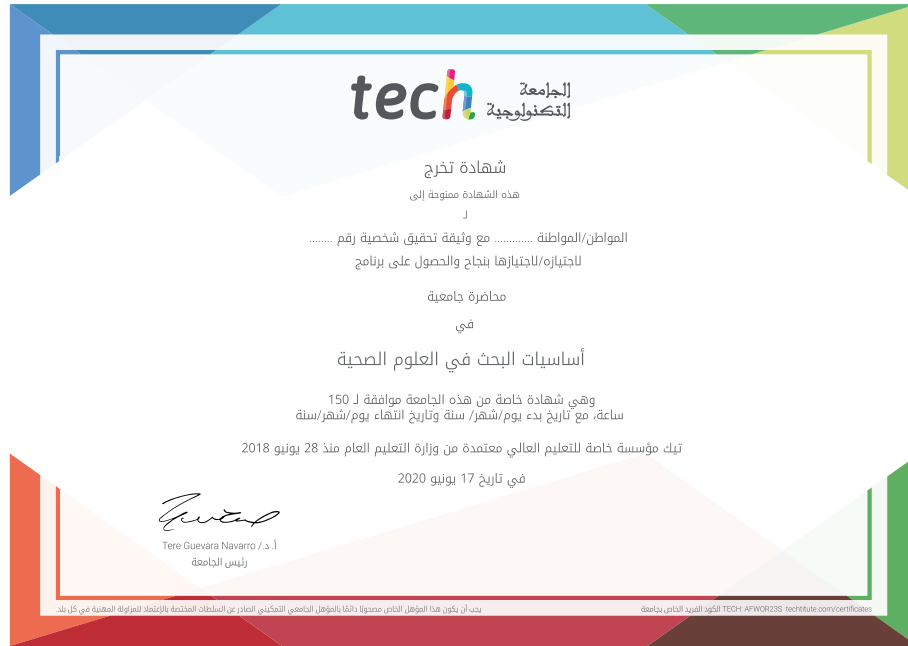 tech الجامعة
التكنولوجية
شهادة تخرج
هذه الشهادة ممنوحة إلى
لـ
المواطن/المواطنة ............ مع وثيقة تحقيق شخصية رقم ........
لاجتيازه/لاجتيازها بنجاح والحصول على برنامج
محاضرة جامعية
في
أساسيات البحث في العلوم الصحية
وهي شهادة خاصة من هذه الجامعة موافقة لـ 150
ساعة، مع تاريخ بدء يوم/شهر/ سنة وتاريخ انتهاء يوم/شهر/سنة
تيك مؤسسة خاصة للتعليم العالي معتمدة من وزارة التعليم العام منذ 28 يونيو 2018
في تاريخ 17 يونيو 2020
أ. د./ Tere Guevara Navarro
رئيس الجامعة
يجب أن يكون هذا المؤهل الخاص مصحوبًا دائمًا بالمؤهل الجامعي التمكيني الصادر عن السلطات المختصة بالإعتماد للمزاولة المهنية في كل بلد.
الكود الفريد الخاص بجامعة TECH: AFWOR23S techtitute.com/certificates